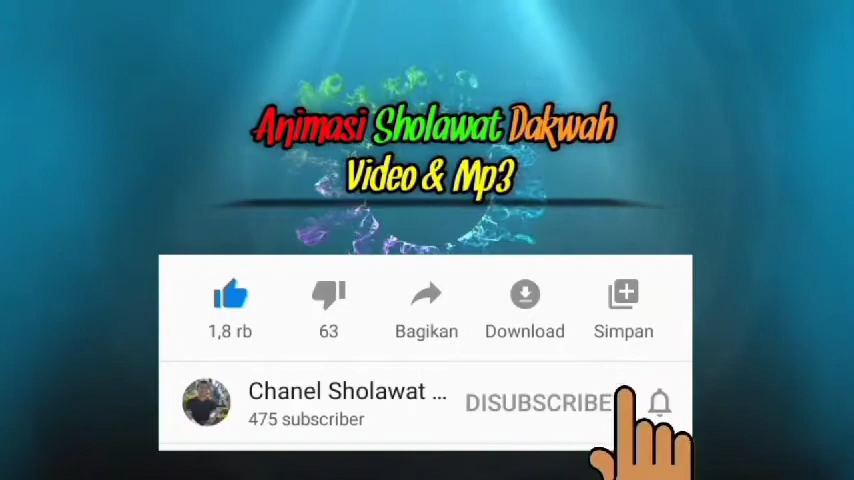 Animasi Sholawat Dakwah
Video & Mp3
1,8 rb
63
Bagikan
Download
Simpan
Chanel Sholawat ...
DISUBSCRIBE
475 subscriber